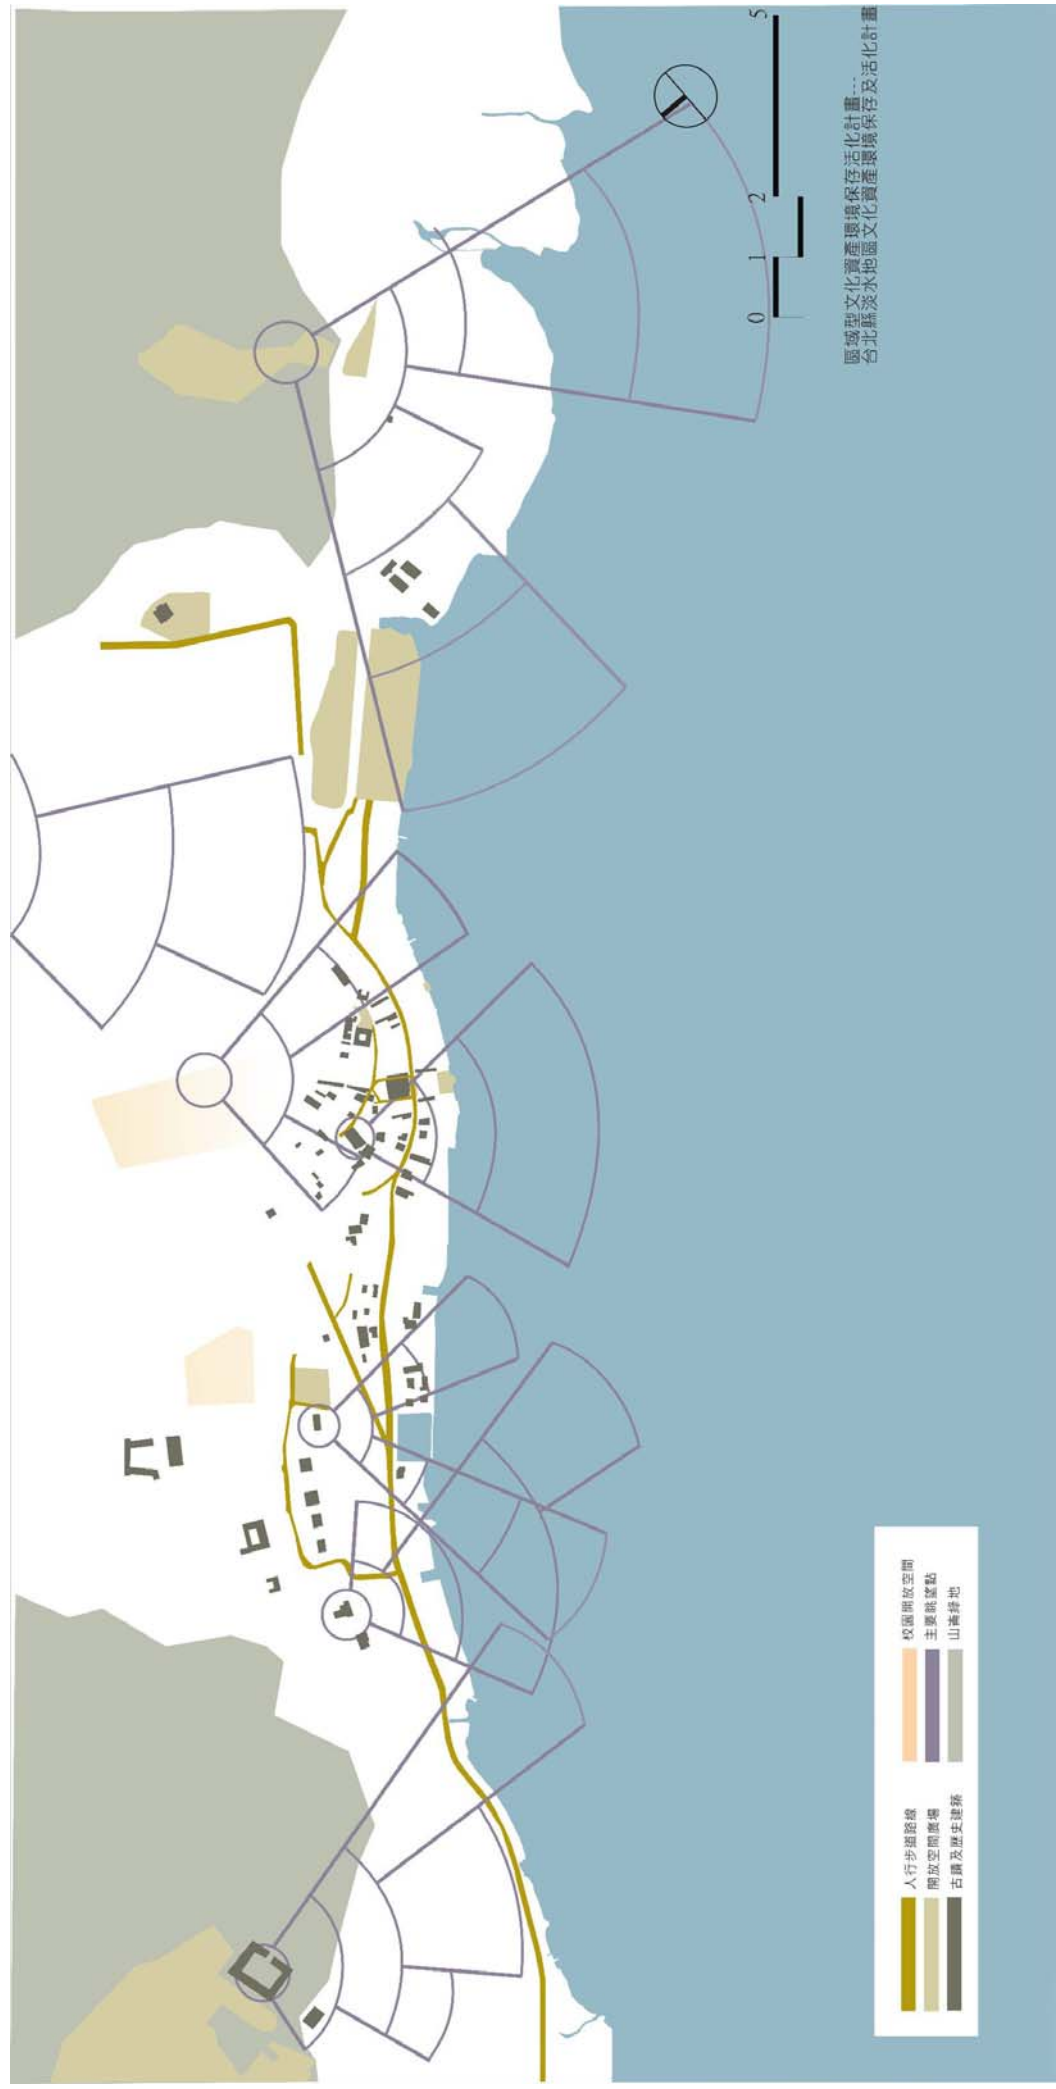 區域型文化資產環境保存活化計畫---
台北縣淡水地區文化資產環境保存及活化計畫
0 1 2 5
人行步道路線
開放空間廣場
古蹟及歷史建築
校園開放空間
主要眺望點
山崙綠地